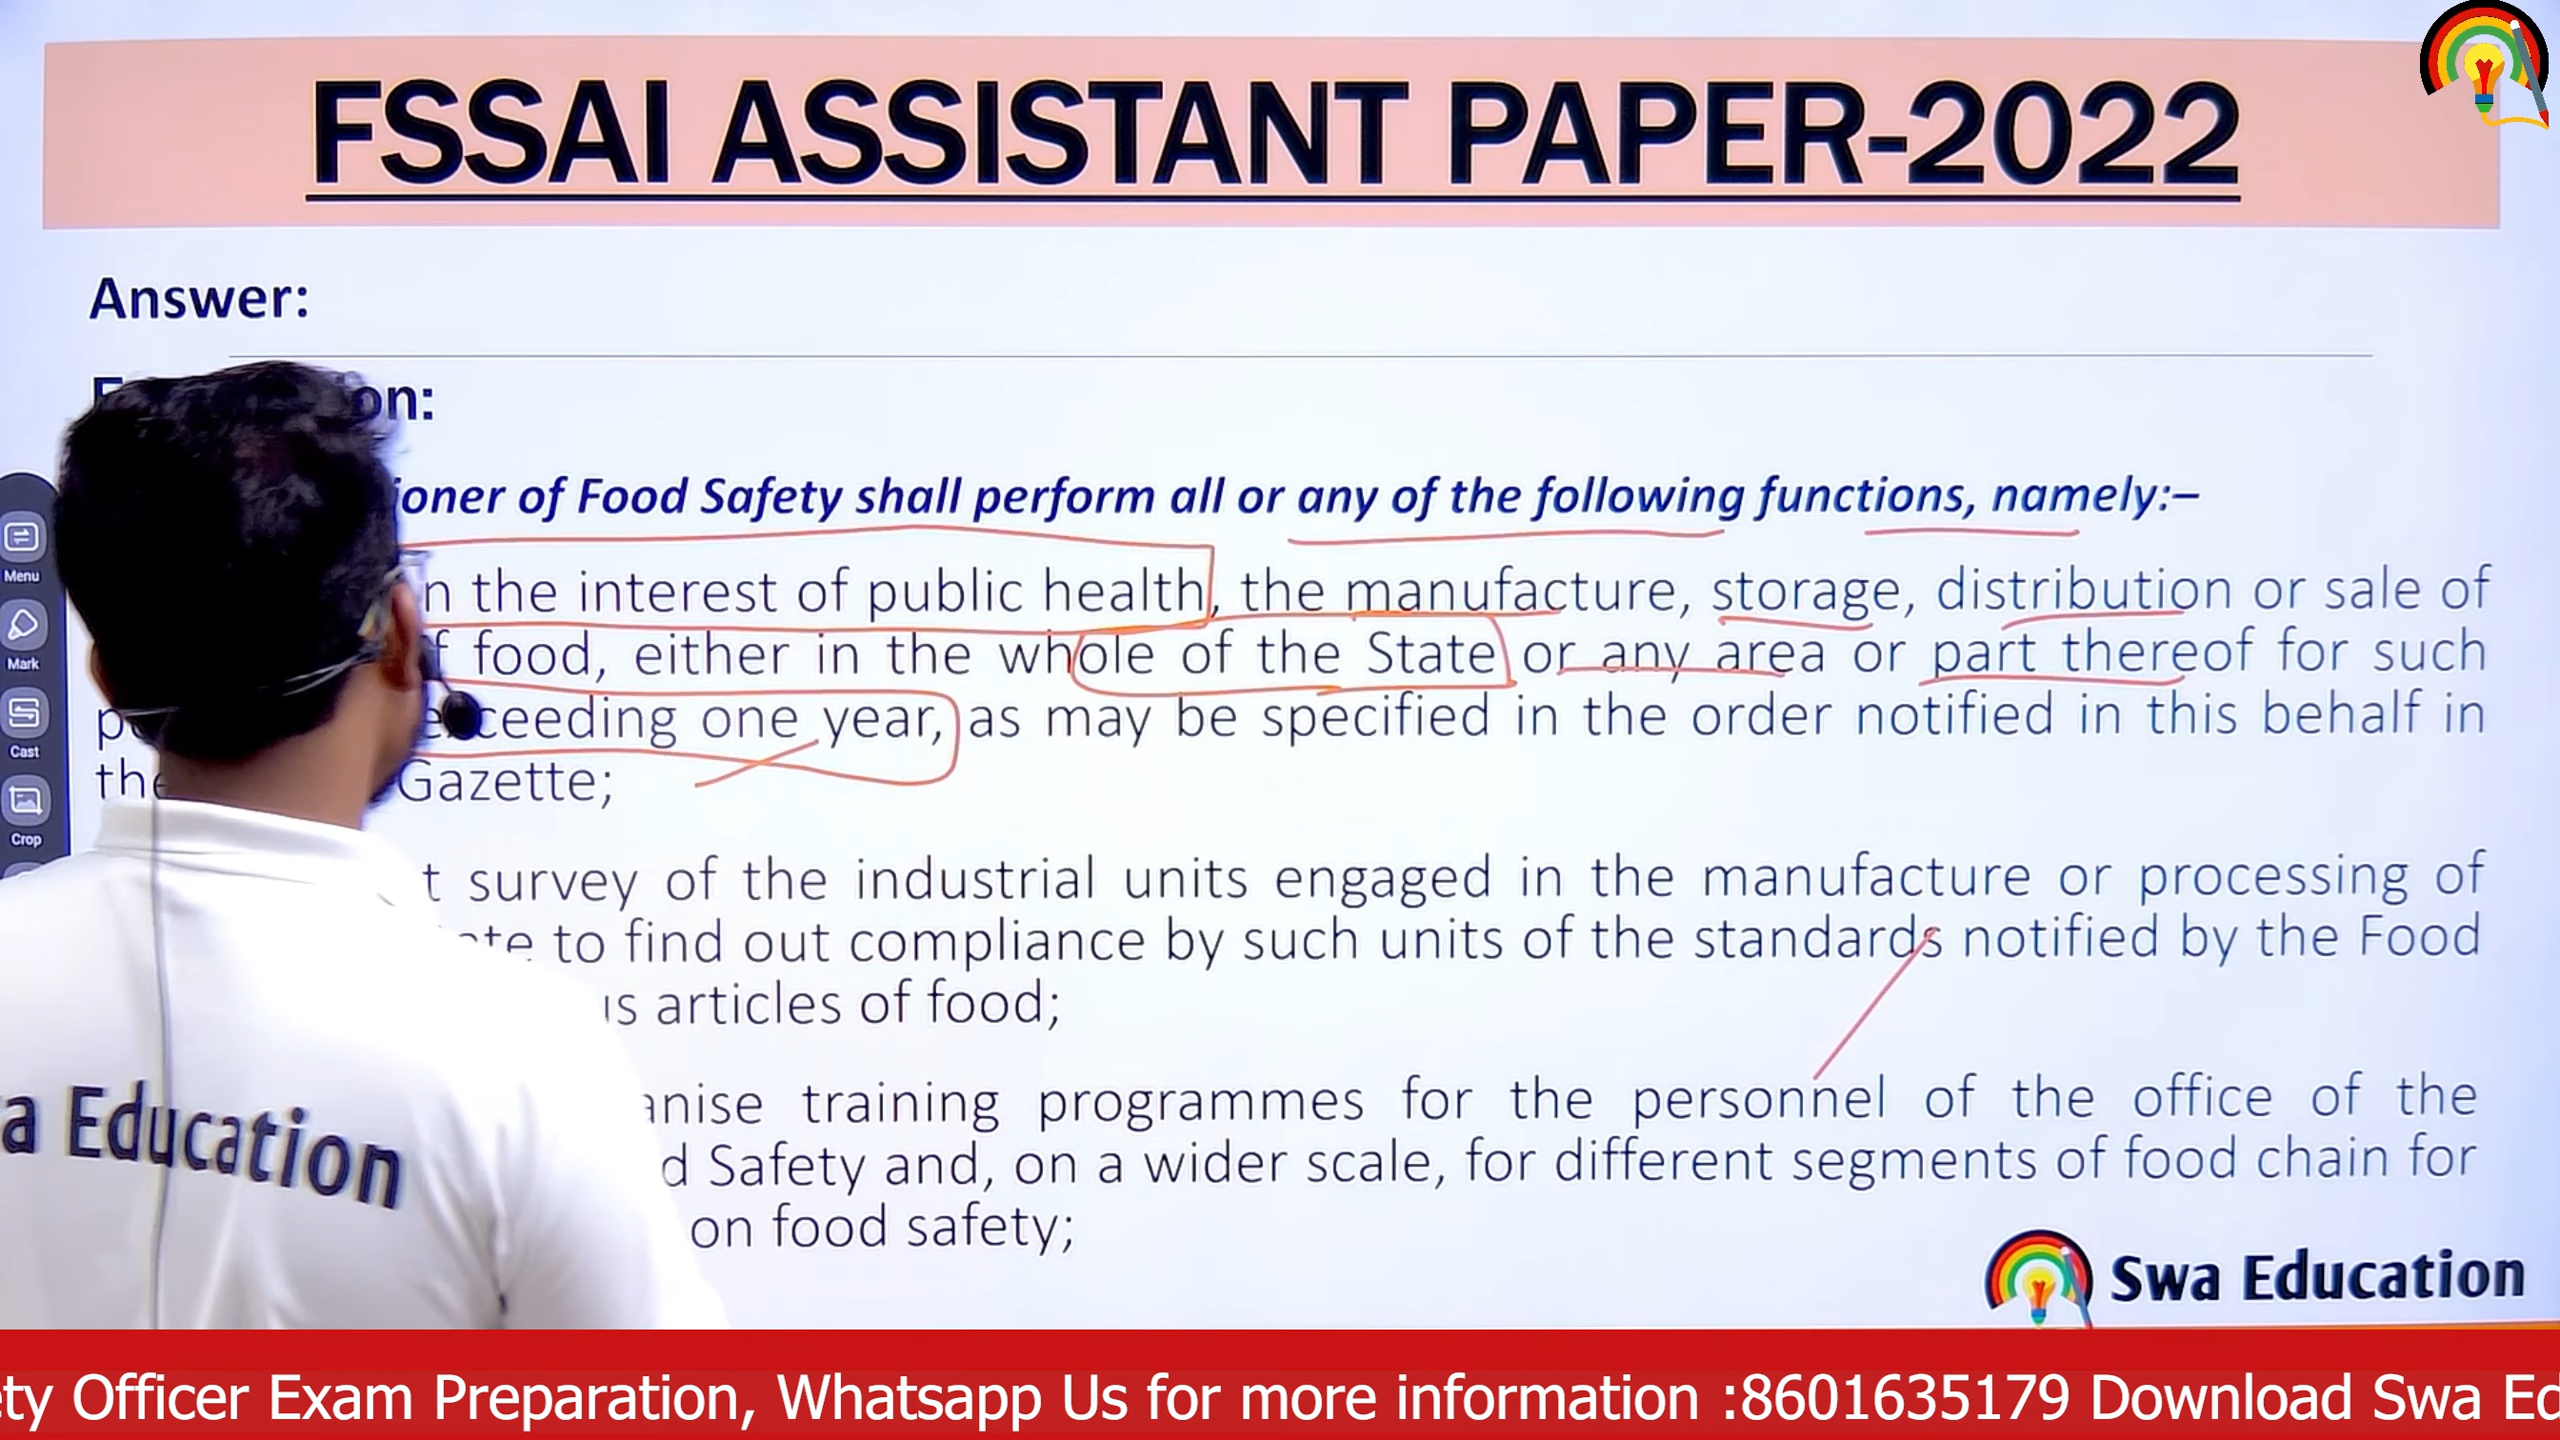 FSSAI ASSISTANT PAPER-2022
Answer:
on:
ioner of Food Safety shall perform all or any of the following functions, namely:–
n the interest of public health, the manufacture, storage, distribution or sale of
f food, either in the whole of the State or any area or part thereof for such
exceeding one year, as may be specified in the order notified in this behalf in
the Gazette;
t survey of the industrial units engaged in the manufacture or processing of
to find out compliance by such units of the standards notified by the Food
us articles of food;
anise training programmes for the personnel of the office of the
d Safety and, on a wider scale, for different segments of food chain for
on food safety;
Menu
Mark
Cast
Crop
a Education
Swa Education
ety Officer Exam Preparation, Whatsapp Us for more information :8601635179 Download Swa Ed